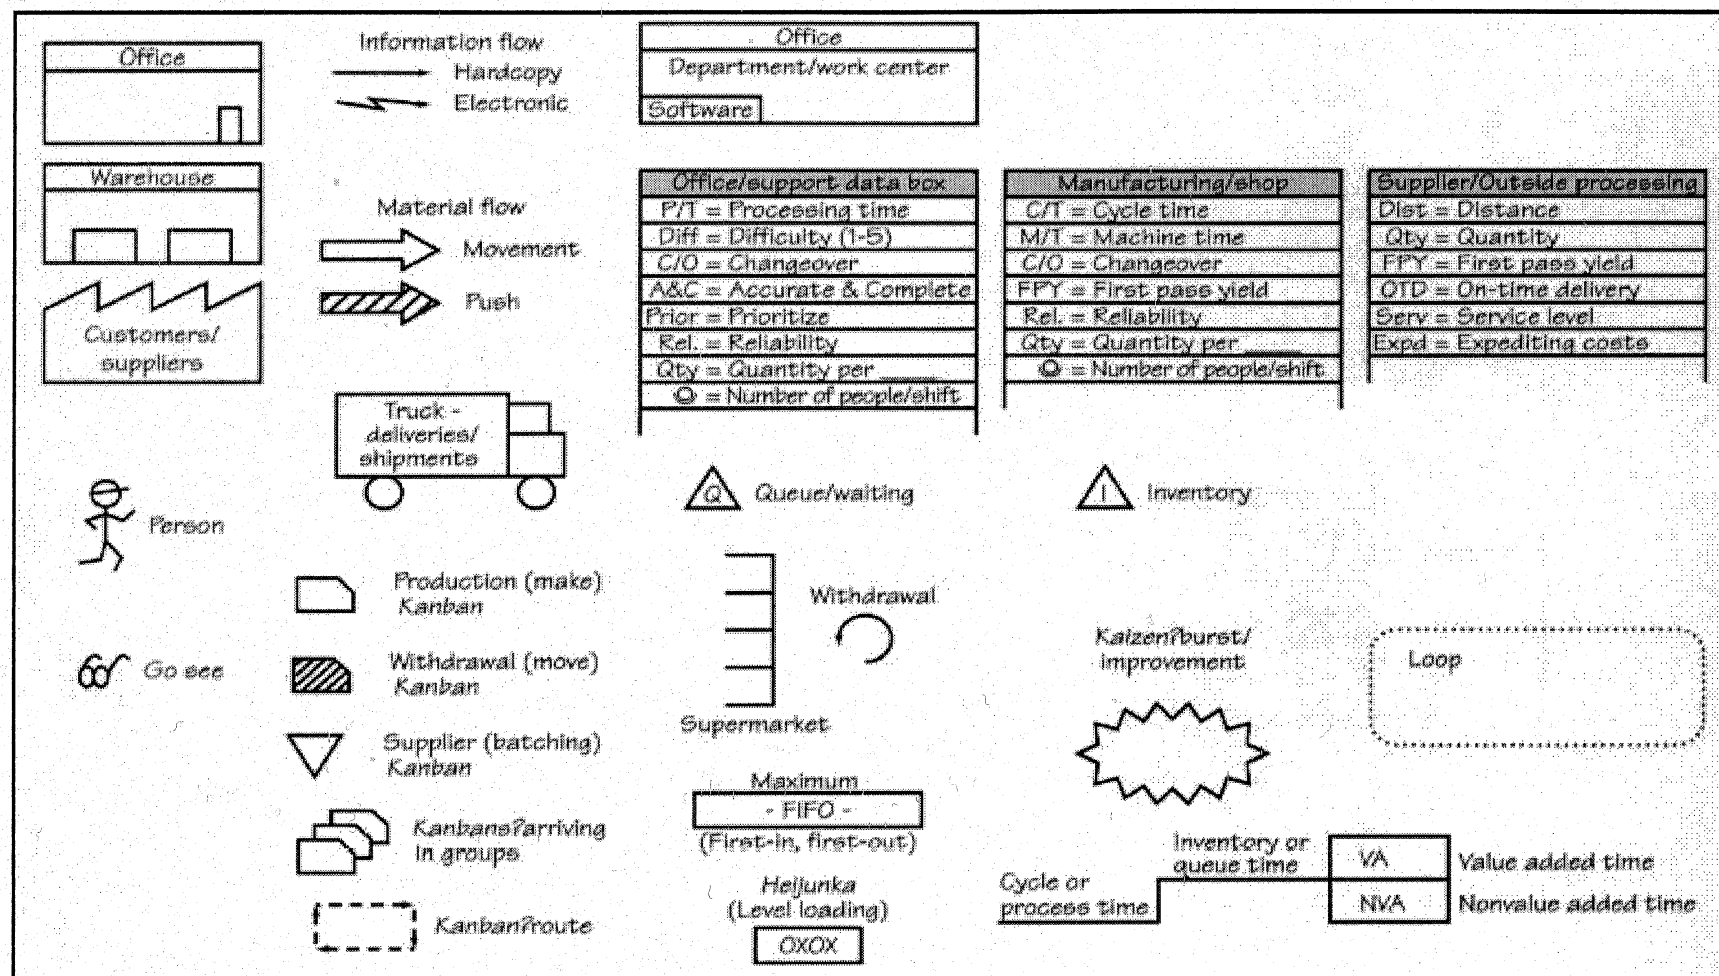 Office
Warehouse
Customers/
suppliers
Person
Go see
Information flow
Hardcopy
Electronic
Material flow
Movement
Push
Truck -
deliveries/
shipments
Production (make)
Kanban
Withdrawal (move)
Kanban
Supplier (batching)
Kanban
Kanbans?arriving
in groups
Kanban?route
Office
Department/work center
Software
Office/support data box
P/T = Processing time
Diff = Difficulty (1-5)
C/O = Changeover
A&C = Accurate & Complete
Prior = Prioritize
Rel. = Reliability
Qty = Quantity per _____
= Number of people/shift
Manufacturing/shop
C/T = Cycle time
M/T = Machine time
C/O = Changeover
FPY = First pass yield
Rel. = Reliability
Qty = Quantity per _____
= Number of people/shift
Supplier/Outside processing
Dist = Distance
Qty = Quantity
FPY = First pass yield
OTD = On-time delivery
Serv = Service level
Expd = Expediting costs
Q Queue/waiting
I Inventory
Withdrawal
Supermarket
Maximum
- FIFO -
(First-in, first-out)
Heijunka
(Level loading)
OXOX
Kaizen?burst/
improvement
Loop
Cycle or
process time
Inventory or
queue time
VA Value added time
NVA Nonvalue added time